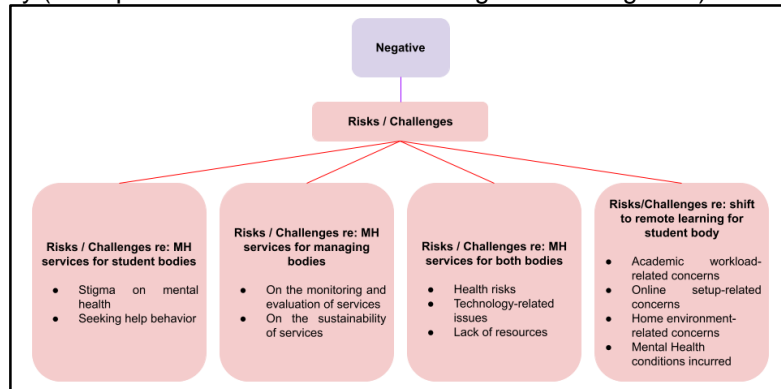 Negative
Risks / Challenges
Risks / Challenges re: MH
services for student bodies
● Stigma on mental
health
● Seeking help behavior
Risks / Challenges re: MH
services for managing
bodies
● On the monitoring and
evaluation of services
● On the sustainability
of services
Risks / Challenges re: MH
services for both bodies
● Health risks
● Technology-related
issues
● Lack of resources
Risks/Challenges re: shift
to remote learning for
student body
● Academic workload-
related concerns
● Online setup-related
concerns
● Home environment-
related concerns
● Mental Health
conditions incurred